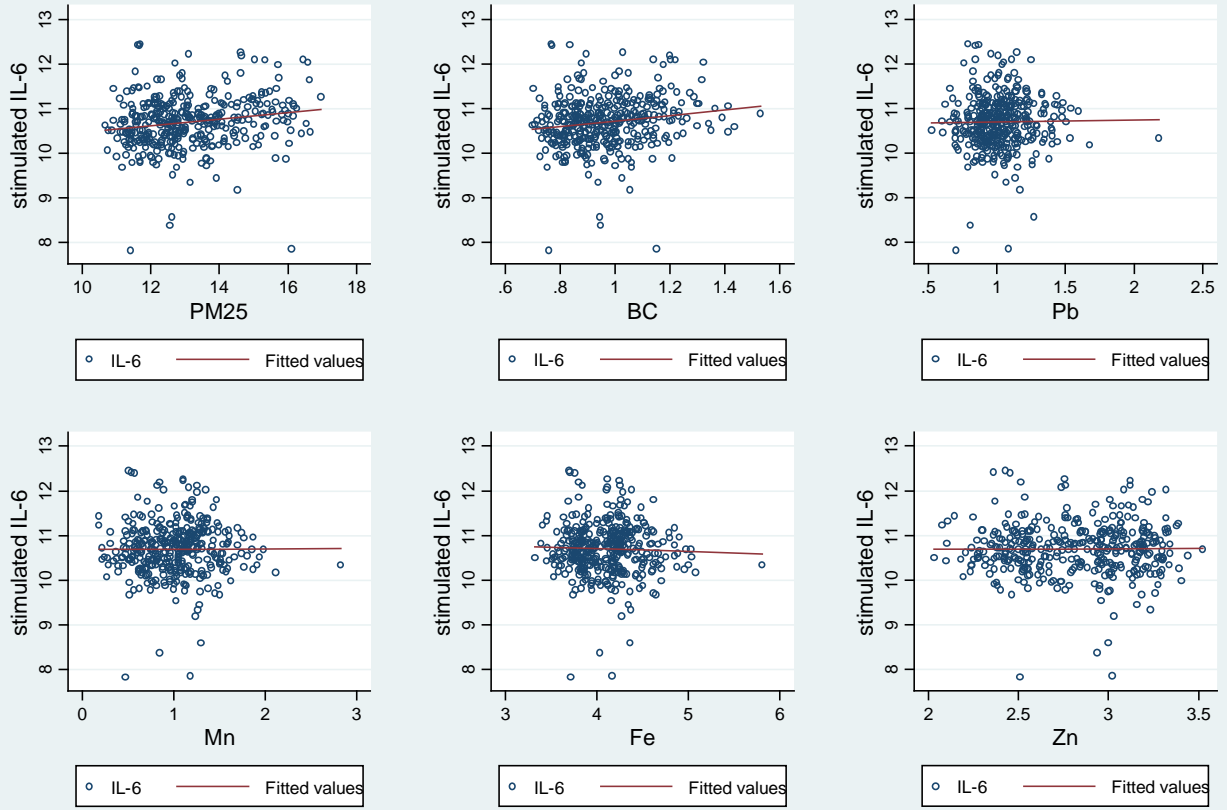 stimulated IL-6
13
12
11
10
9
8
10 12 14 16 18
PM25
IL-6 Fitted values
stimulated IL-6
13
12
11
10
9
8
.6 .8 1 1.2 1.4 1.6
BC
IL-6 Fitted values
stimulated IL-6
13
12
11
10
9
8
.5 1 1.5 2 2.5
Pb
IL-6 Fitted values
stimulated IL-6
13
12
11
10
9
8
0 1 2 3
Mn
IL-6 Fitted values
stimulated IL-6
13
12
11
10
9
8
3 4 5 6
Fe
IL-6 Fitted values
stimulated IL-6
13
12
11
10
9
8
2 2.5 3 3.5
Zn
IL-6 Fitted values